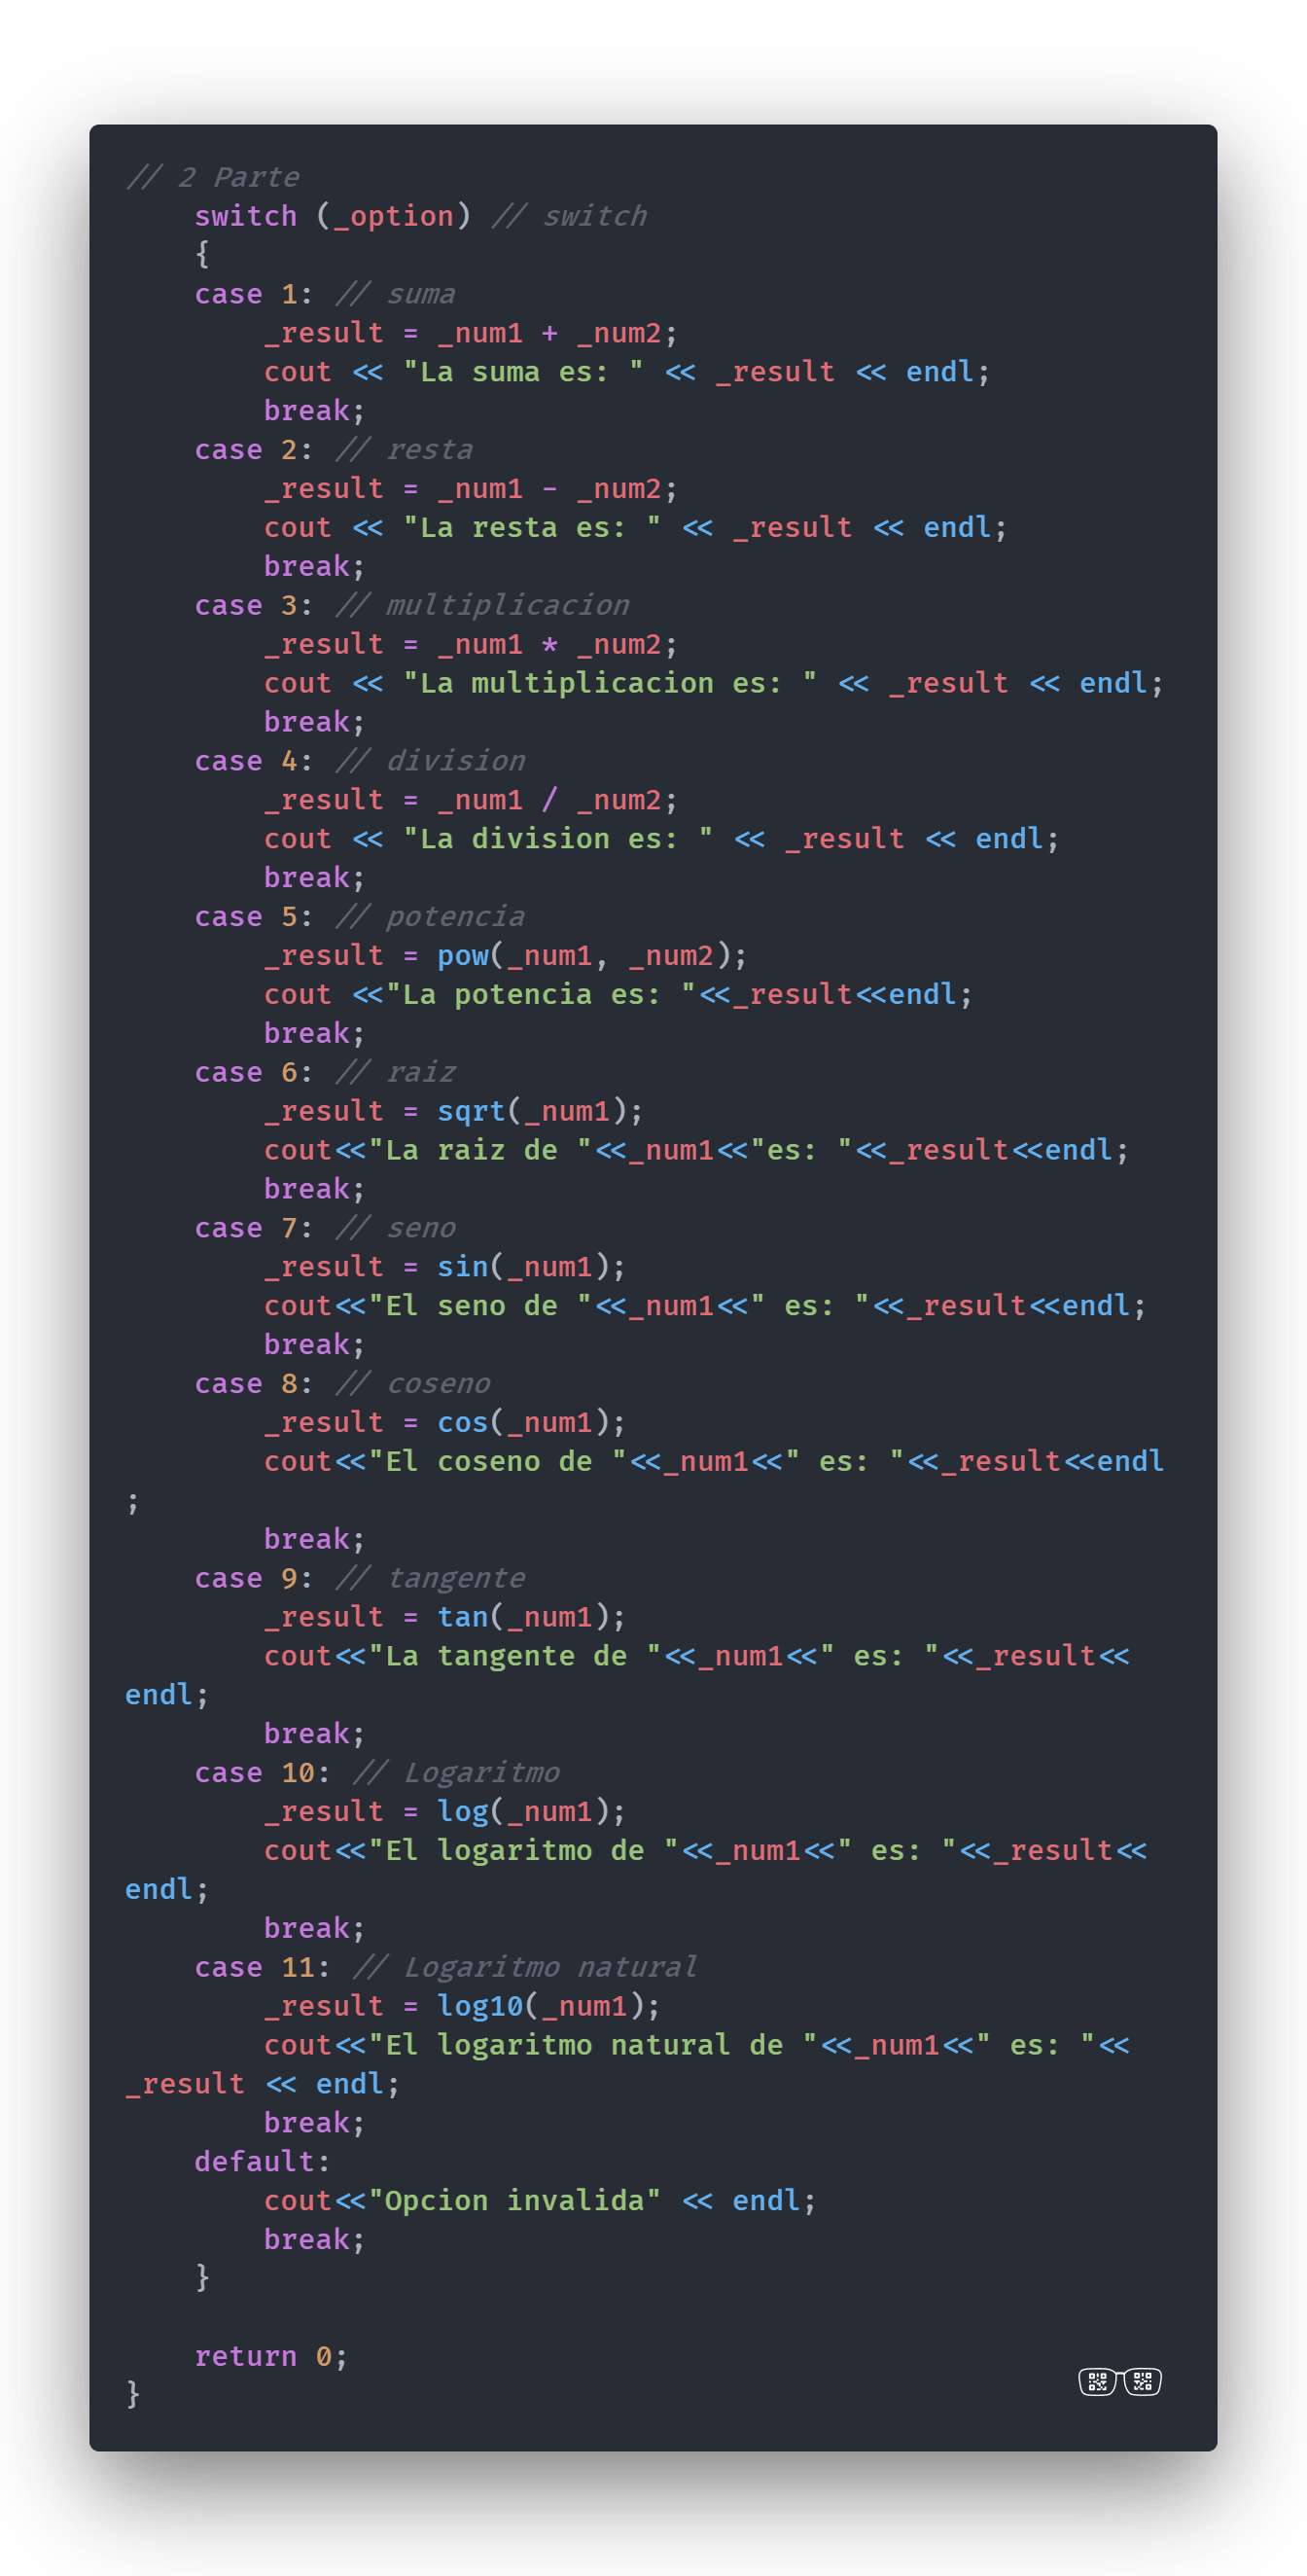 // 2 Parte
    switch (_option) // switch
    {
    case 1: // suma
        _result = _num1 + _num2;
        cout << "La suma es: " << _result << endl;
        break;
    case 2: // resta
        _result = _num1 - _num2;
        cout << "La resta es: " << _result << endl;
        break;
    case 3: // multiplicacion
        _result = _num1 * _num2;
        cout << "La multiplicacion es: " << _result << endl;
        break;
    case 4: // division
        _result = _num1 / _num2;
        cout << "La division es: " << _result << endl;
        break;
    case 5: // potencia
        _result = pow(_num1, _num2);
        cout <<"La potencia es: "<<_result<<endl;
        break;
    case 6: // raiz
        _result = sqrt(_num1);
        cout<<"La raiz de "<<_num1<<"es: "<<_result<<endl;
        break;
    case 7: // seno
        _result = sin(_num1);
        cout<<"El seno de "<<_num1<<" es: "<<_result<<endl;
        break;
    case 8: // coseno
        _result = cos(_num1);
        cout<<"El coseno de "<<_num1<<" es: "<<_result<<endl
;
        break;
    case 9: // tangente
        _result = tan(_num1);
        cout<<"La tangente de "<<_num1<<" es: "<<_result<<
endl;
        break;
    case 10: // Logaritmo
        _result = log(_num1);
        cout<<"El logaritmo de "<<_num1<<" es: "<<_result<<
endl;
        break;
    case 11: // Logaritmo natural
        _result = log10(_num1);
        cout<<"El logaritmo natural de "<<_num1<<" es: "<<
_result << endl;
        break;
    default:
        cout<<"Opcion invalida" << endl;
        break;
    }

    return 0;
}